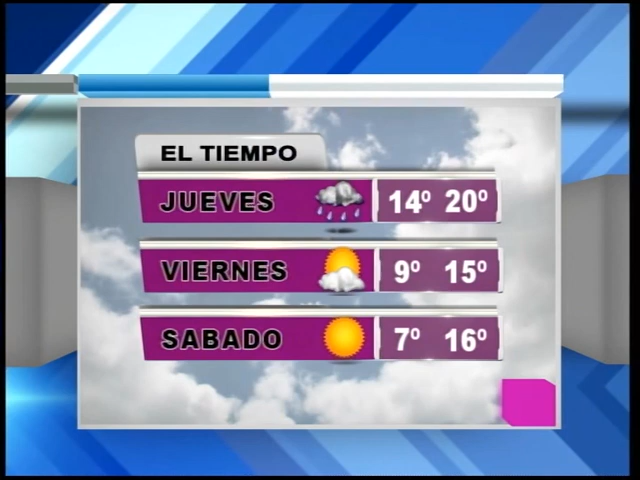 EL TIEMPO
JUEVES 14º 20º
VIERNES 9º 15º
SABADO 7º 16º